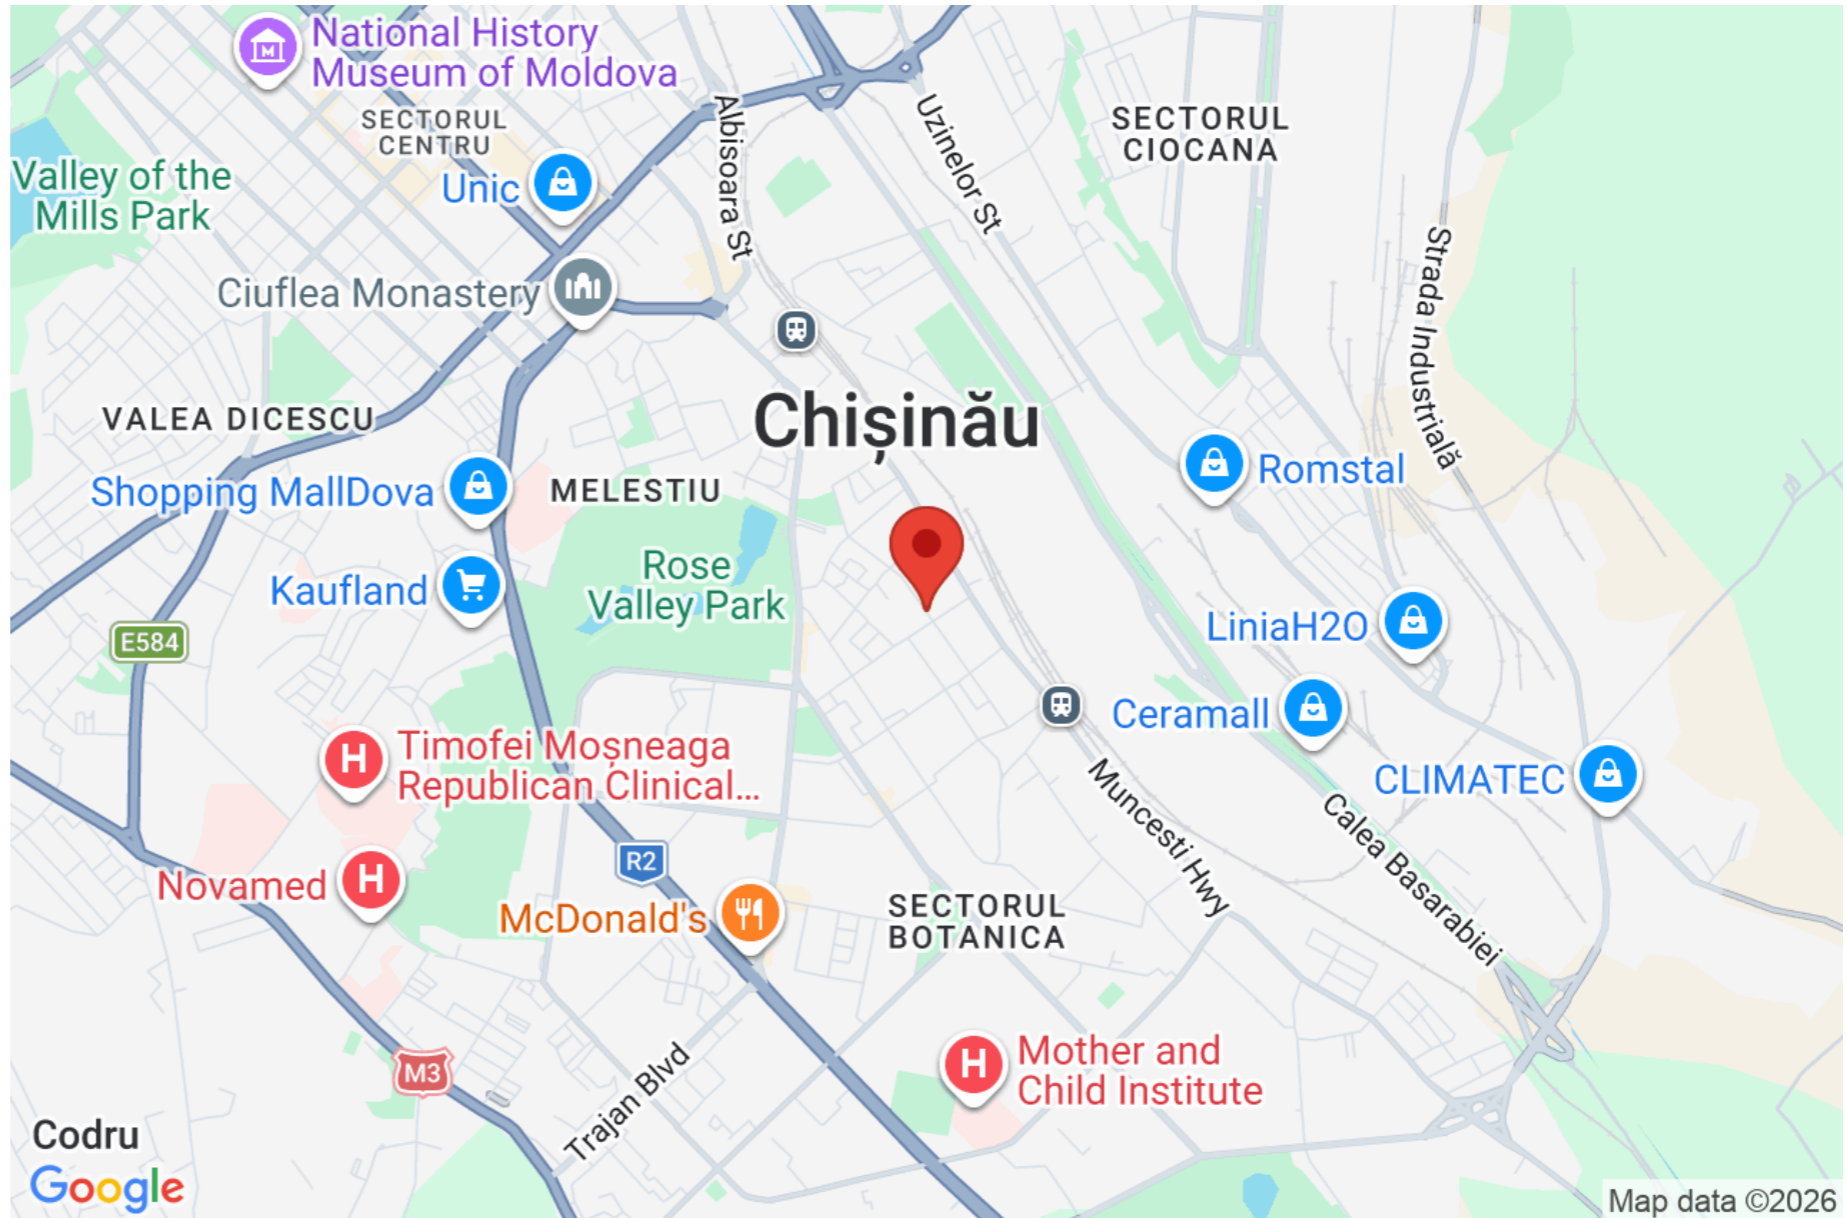 National History
Museum of Moldova
SECTORUL
CENTRU
Albisoara St
Uzinelor St
SECTORUL
CIOCANA
Valley of the
Mills Park
Unic
Ciuflea Monastery
Strada Industrială
VALEA DICESCU
Chișinău
Shopping MallDova
MELESTIU
Romstal
Rose
Valley Park
Kaufland
E584
LiniaH2O
Ceramall
Timofei Moșneaga
Republican Clinical...
H
CLIMATEC
Muncesti Hwy
Calea Basarabiei
R2
Novamed
H
McDonald's
SECTORUL
BOTANICA
M3
Trajan Blvd
H
Mother and
Child Institute
Codru
Google
Map data ©2026